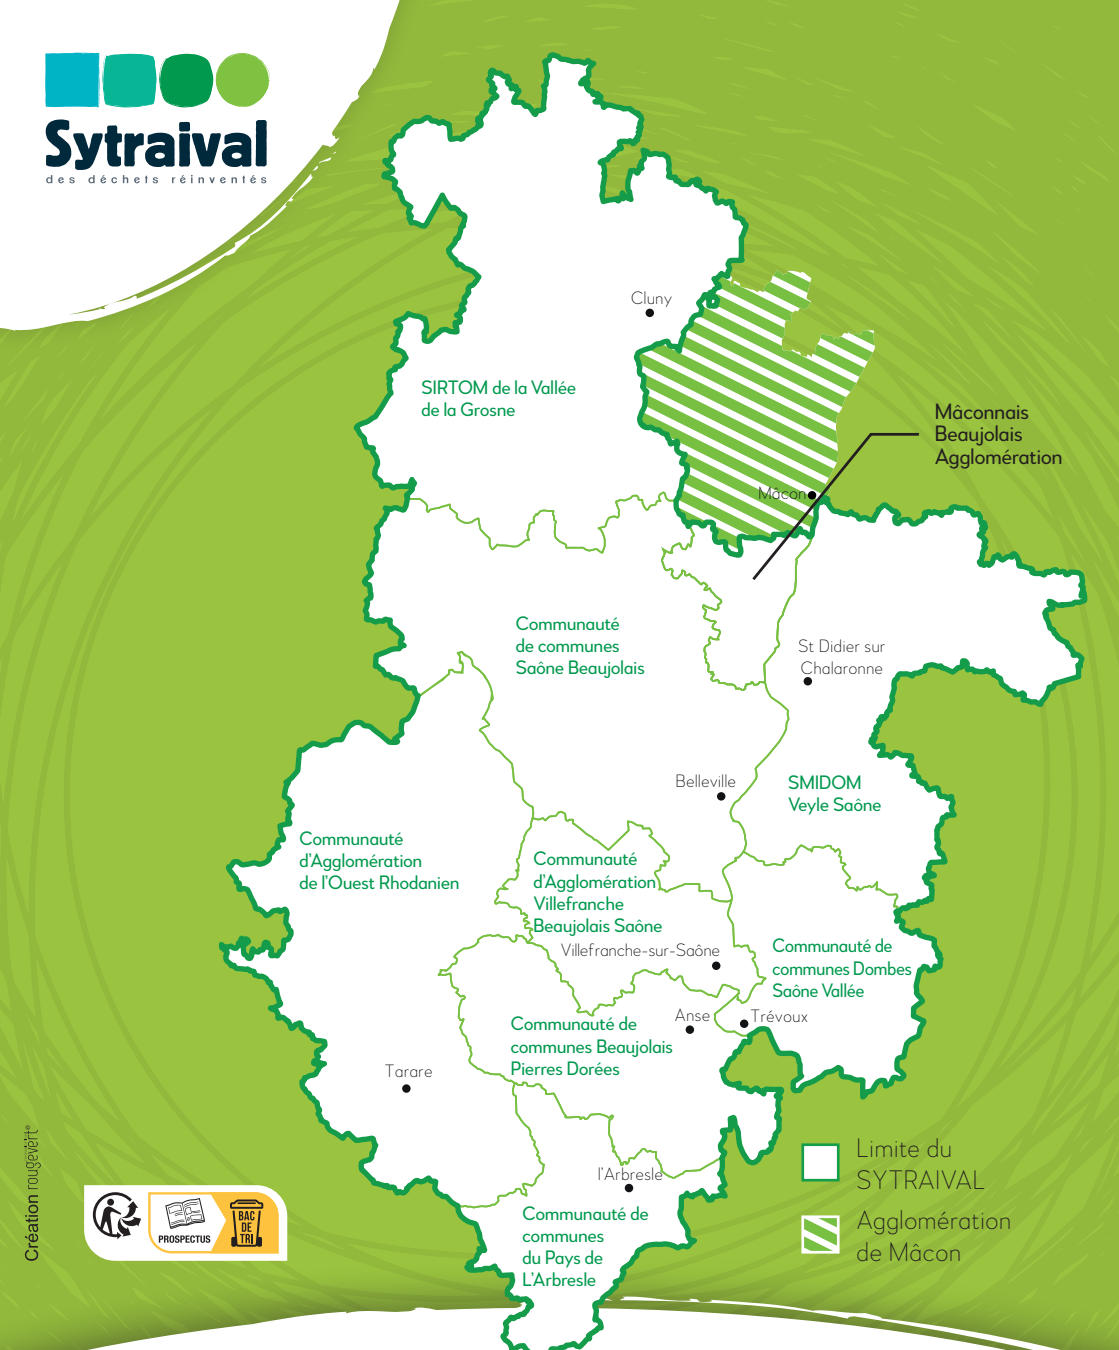 Sytraival
des déchets réinventés
Cluny
SIRTOM de la Vallée
de la Grosne
Mâconnais
Beaujolais
Agglomération
Mâcon
Communauté
de communes
Saône Beaujolais
St Didier sur
Chalaronne
Belleville
SMIDOM
Veyle Saône
Communauté
d'Agglomération
de l'Ouest Rhodanien
Communauté
d'Agglomération
Villefranche
Beaujolais Saône
Villefranche-sur-Saône
Communauté de
communes Dombes
Saône Vallée
Anse
Trévoux
Communauté de
communes Beaujolais
Pierres Dorées
Tarare
l'Arbresle
Communauté de
communes
du Pays de
L'Arbresle
Limite du
SYTRAIVAL
Agglomération
de Mâcon
PROSPECTUS
BAC
DE
TRI
Création rougevert®